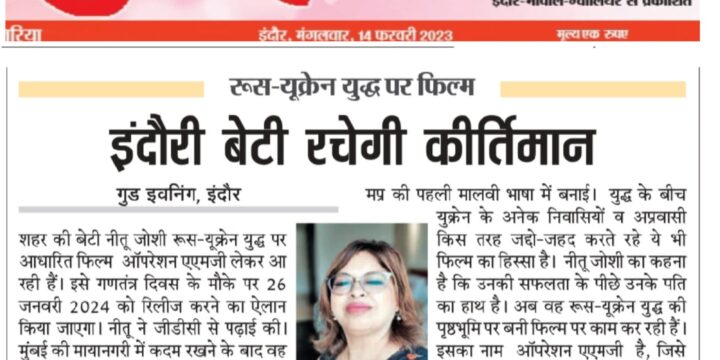 इंदौर-भोपाल-ग्वालियर से प्रकाशित
इंदौर, मंगलवार, 14 फरवरी 2023
मूल्य एक रुपए
रूस-यूक्रेन युद्ध पर फिल्म
इंदौरी बेटी रचेगी कीर्तिमान
गुड इवनिंग, इंदौर
शहर की बेटी नीतू जोशी रूस-यूक्रेन युद्ध पर
आधारित फिल्म ऑपरेशन एएमजी लेकर आ
रही हैं। इसे गणतंत्र दिवस के मौके पर 26
जनवरी 2024 को रिलीज करने का ऐलान
किया जाएगा। नीतू ने जीडीसी से पढ़ाई की।
मुंबई की मायानगरी में कदम रखने के बाद वह
मप्र की पहली मालवी भाषा में बनाई। युद्ध के बीच
युक्रेन के अनेक निवासियों व अप्रवासी
किस तरह जद्दो-जहद करते रहे ये भी
फिल्म का हिस्सा है। नीतू जोशी का कहना
है कि उनकी सफलता के पीछे उनके पति
का हाथ है। अब वह रूस-यूक्रेन युद्ध की
पृष्ठभूमि पर बनी फिल्म पर काम कर रही हैं।
इसका नाम ऑपरेशन एएमजी है, जिसे